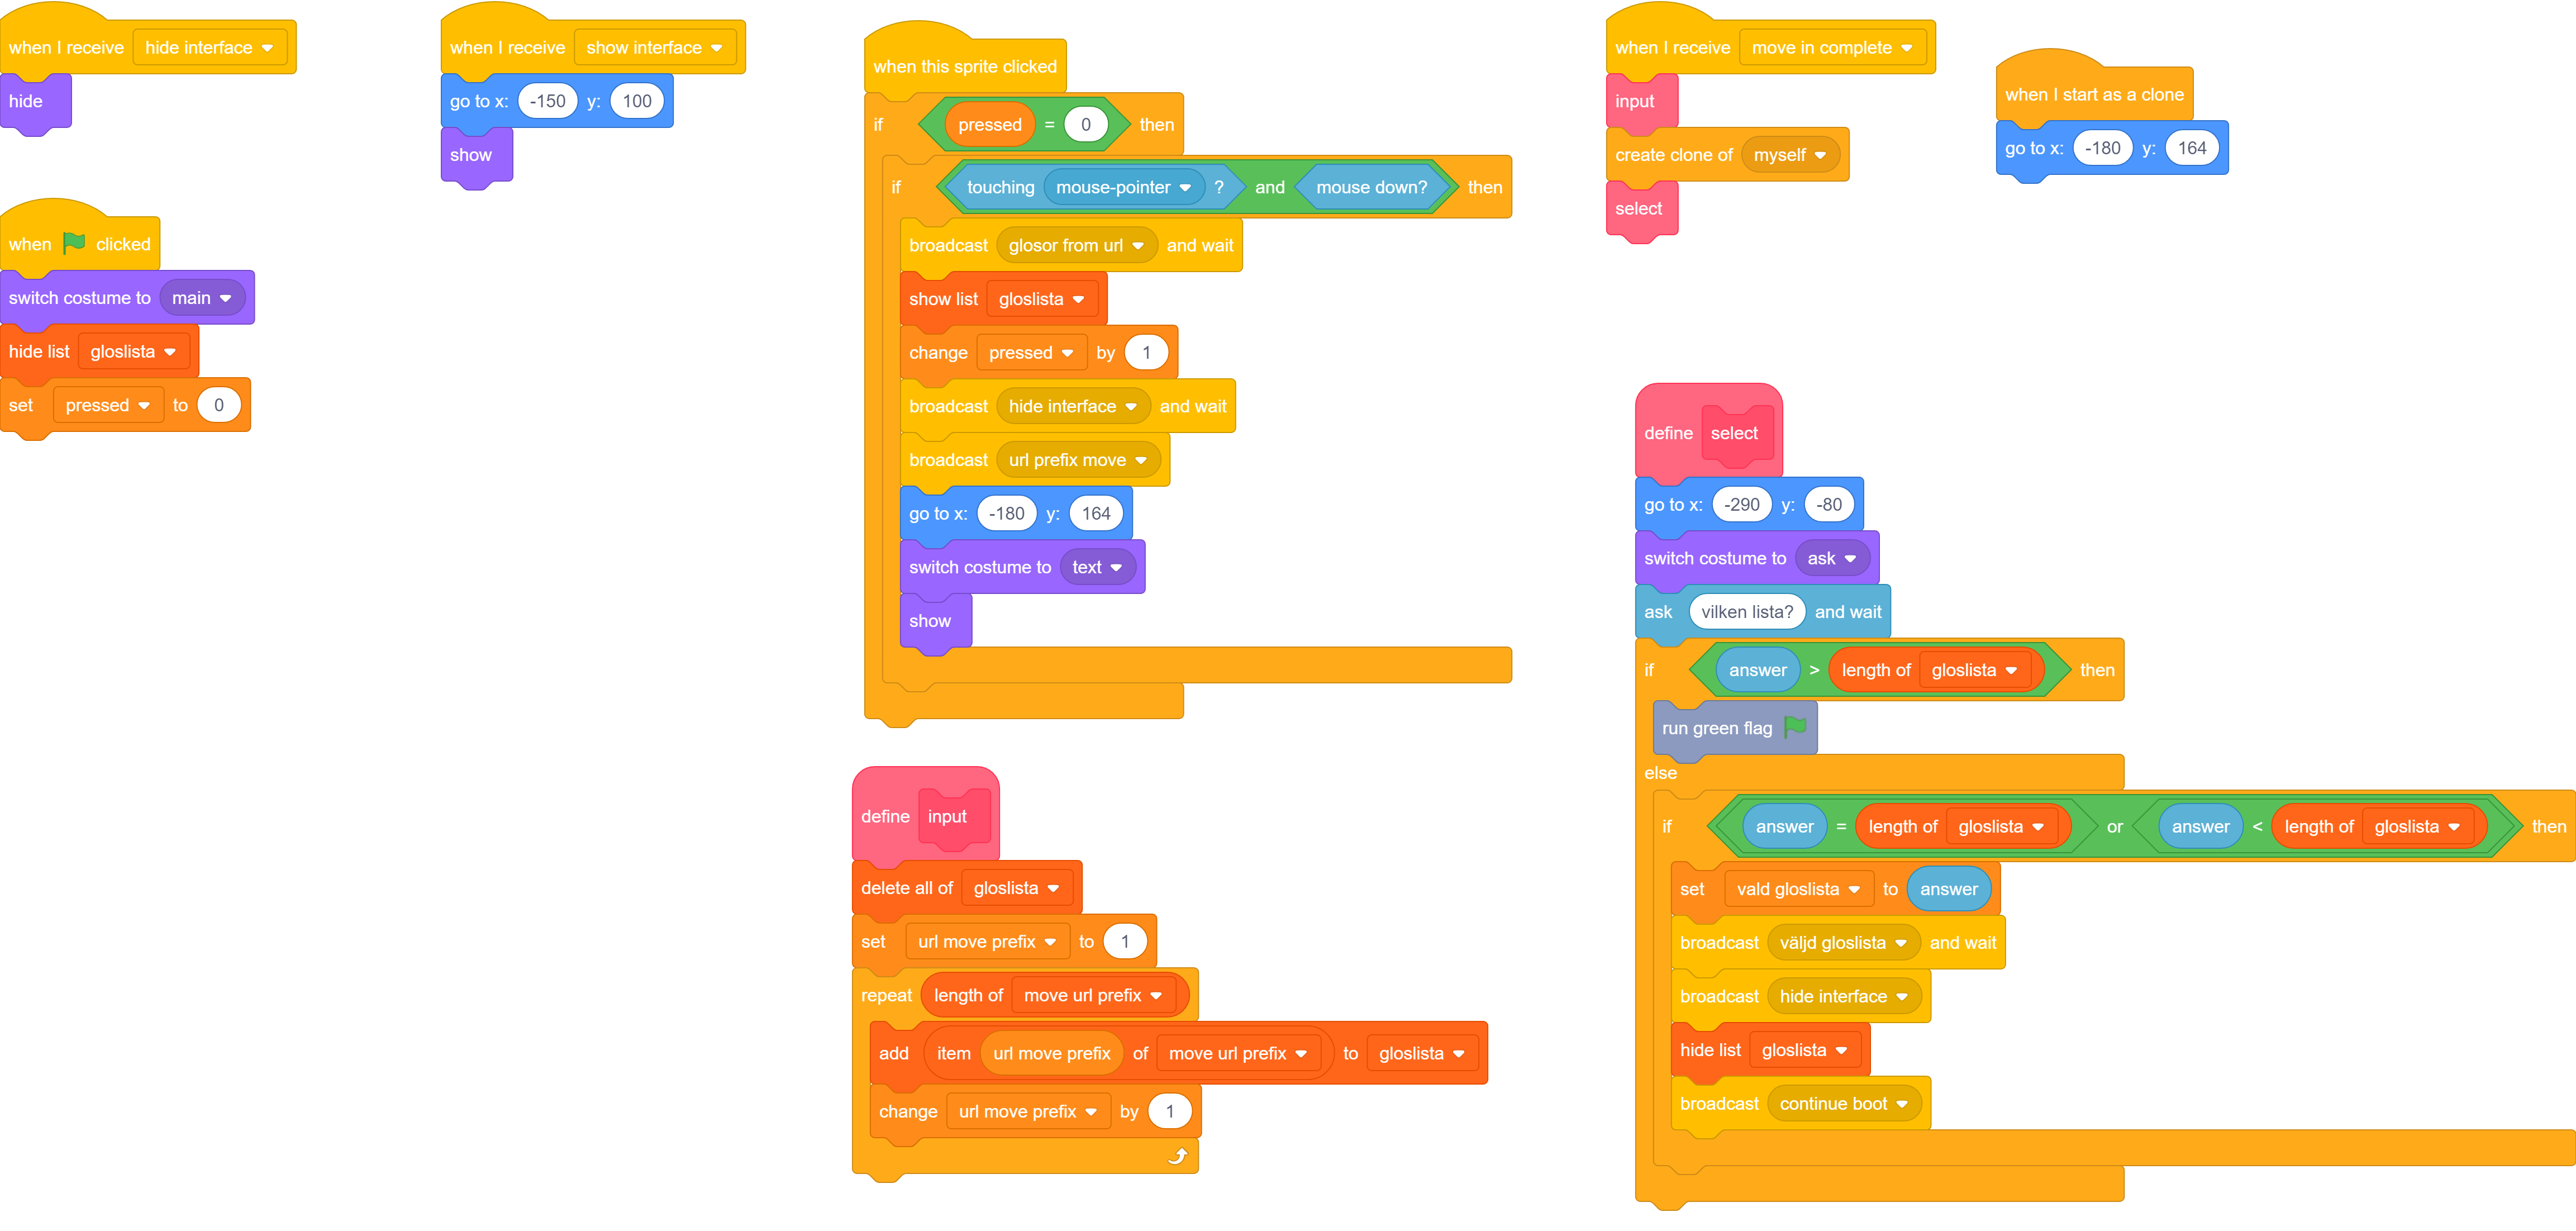 when I receive hide interface
hide
when clicked
switch costume to main
hide list gloslista
set pressed to 0
when I receive show interface
go to x: -150 y: 100
show
when this sprite clicked
if pressed = 0 then
if touching mouse-pointer ? and mouse down? then
broadcast glosor from url and wait
show list gloslista
change pressed by 1
broadcast hide interface and wait
broadcast url prefix move
go to x: -180 y: 164
switch costume to text
show
define input
delete all of gloslista
set url move prefix to 1
repeat length of move url prefix
add item url move prefix of move url prefix to gloslista
change url move prefix by 1
when I receive move in complete
input
create clone of myself
select
when I start as a clone
go to x: -180 y: 164
define select
go to x: -290 y: -80
switch costume to ask
ask vilken lista? and wait
if answer > length of gloslista then
run green flag
else
if answer = length of gloslista or answer < length of gloslista then
set vald gloslista to answer
broadcast väljd gloslista and wait
broadcast hide interface
hide list gloslista
broadcast continue boot